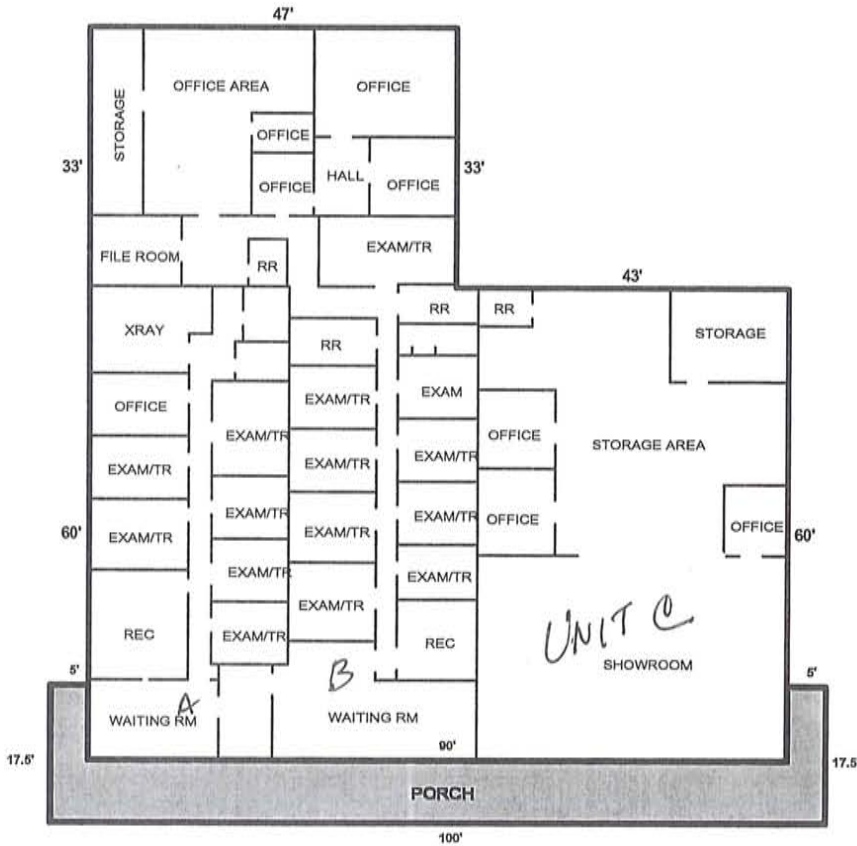 47'
OFFICE AREA
OFFICE
STORAGE
OFFICE
33'
HALL
33'
OFFICE
OFFICE
EXAM/TR
FILE ROOM
RR
43'
RR
RR
XRAY
STORAGE
RR
EXAM
EXAM/TR
OFFICE
EXAM/TR
OFFICE
STORAGE AREA
EXAM/TR
EXAM/TR
EXAM/TR
EXAM/TR
EXAM/TR
EXAM/TR
OFFICE
OFFICE
60'
EXAM/TR
EXAM/TR
60'
EXAM/TR
EXAM/TR
EXAM/TR
REC
EXAM/TR
REC
UNIT C
SHOWROOM
5'
B
5'
A
WAITING RM
WAITING RM
90'
17.5'
17.5
PORCH
100'